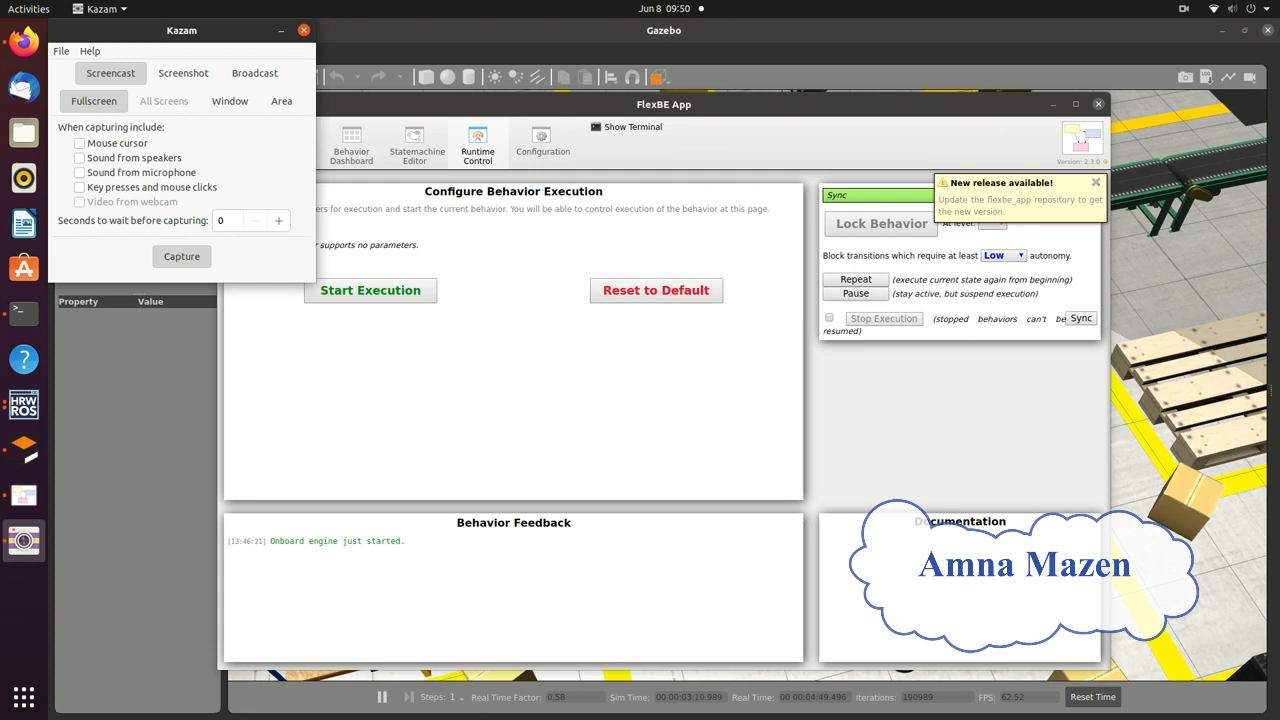 Activities
Kazam
Jun 8 09:50
Kazam
Gazebo
File Help
Screencast Screenshot Broadcast
Fullscreen All Screens Window Area
When capturing include:
Mouse cursor
Sound from speakers
Sound from microphone
Key presses and mouse clicks
Video from webcam
Seconds to wait before capturing: 0 − +
Capture
Property Value
HRW
ROS
FlexBE App
Behavior
Dashboard
Statemachine
Editor
Runtime
Control
Configuration
Show Terminal
Version: 2.3.0
Configure Behavior Execution
ers for execution and start the current behavior. You will be able to control execution of the behavior at this page.
supports no parameters.
Start Execution Reset to Default
Sync
New release available!
Update the flexbe_app repository to get
the new version.
Lock Behavior At level:
Block transitions which require at least Low autonomy.
Repeat (execute current state again from beginning)
Pause (stay active, but suspend execution)
Stop Execution (stopped behaviors can't be
resumed)
Sync
Behavior Feedback
[13:46:21] Onboard engine just started.
Documentation
Amna Mazen
Steps: 1 Real Time Factor: 0.58 Sim Time: 00 00:03:10.989 Real Time: 00 00:04:49.496 Iterations: 190989 FPS: 62.52 Reset Time